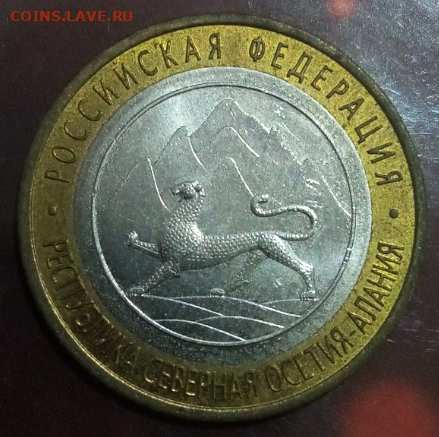 COINS.LAVE.RU
• РОССИЙСКАЯ ФЕДЕРАЦИЯ •
РЕСПУБЛИКА СЕВЕРНАЯ ОСЕТИЯ-АЛАНИЯ